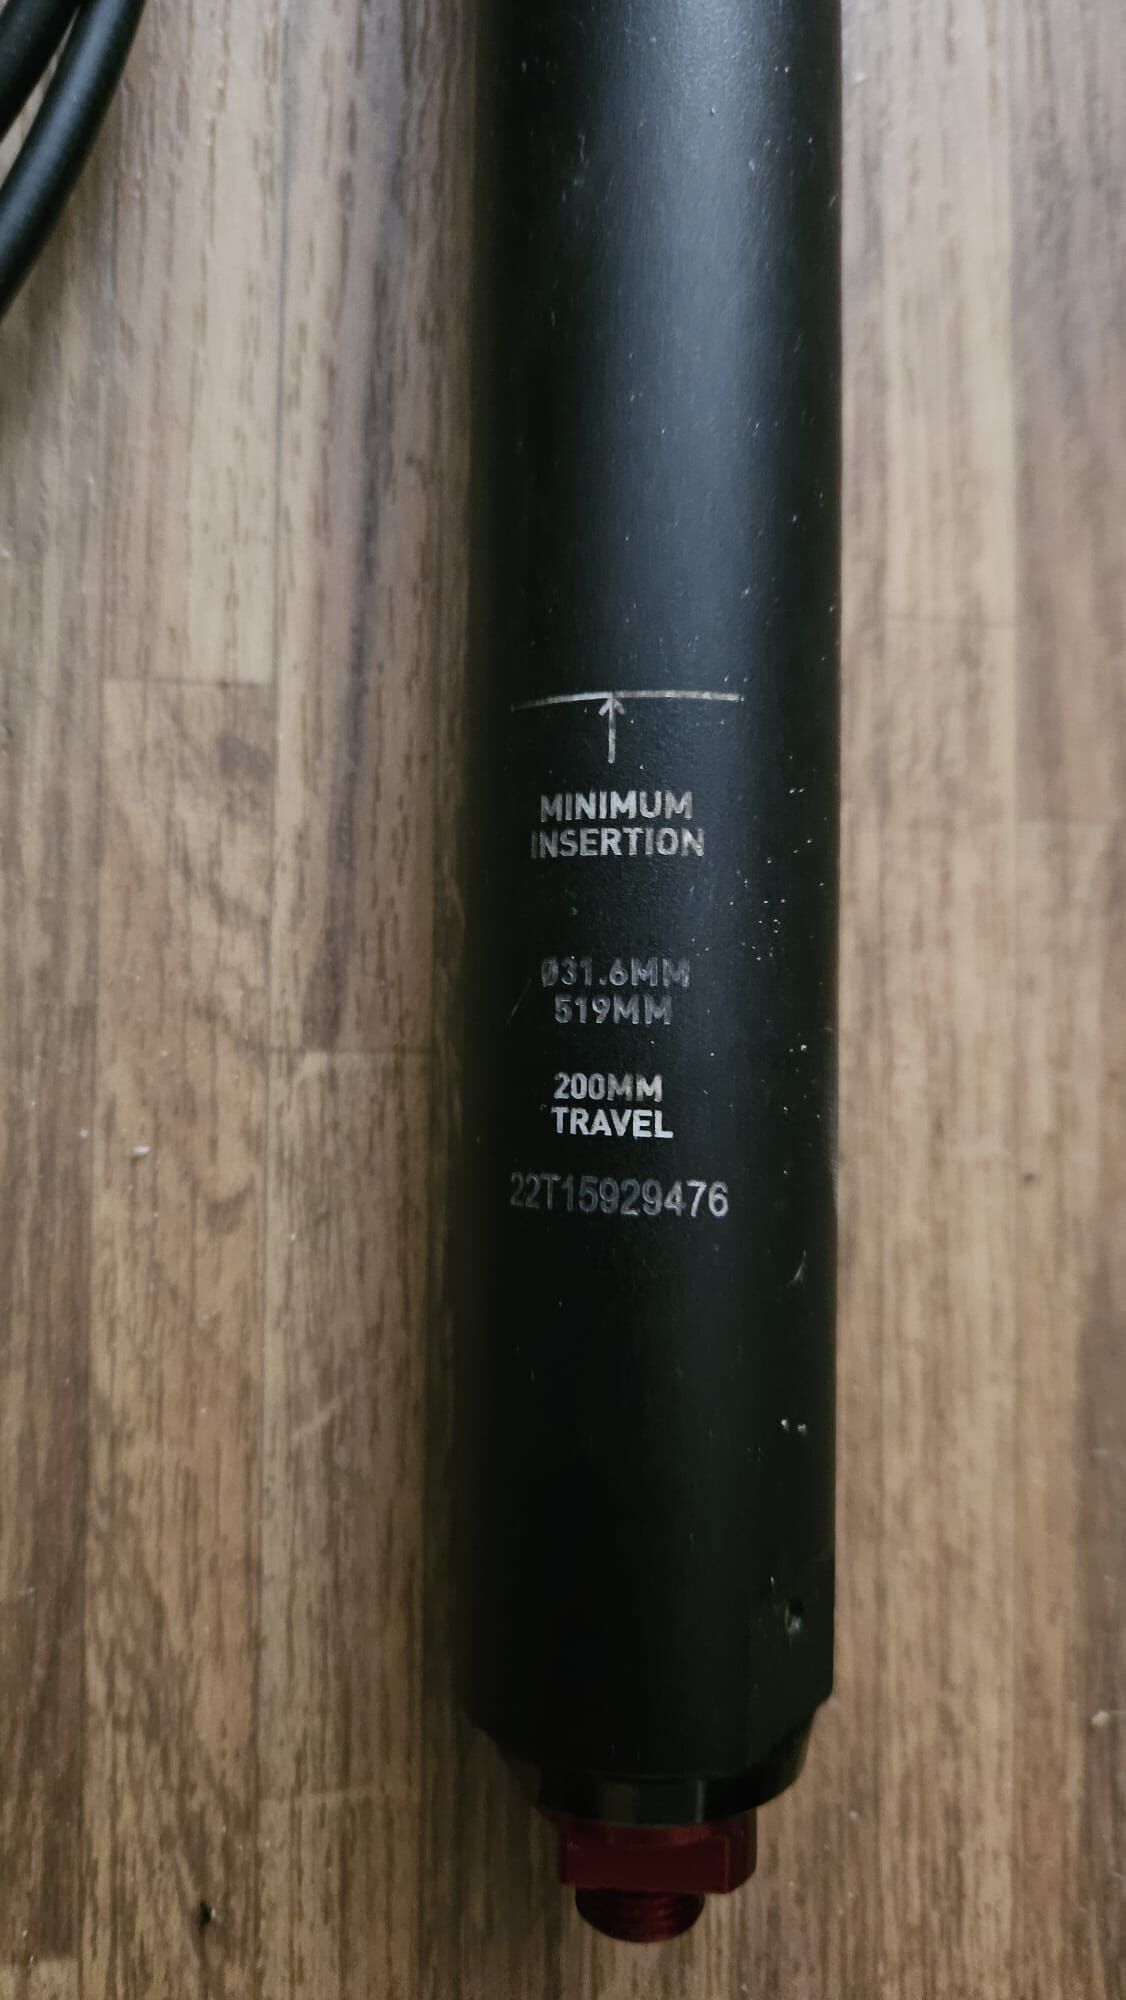 MINIMUM
INSERTION
Ø31.6MM
519MM
200MM
TRAVEL
22T15929476